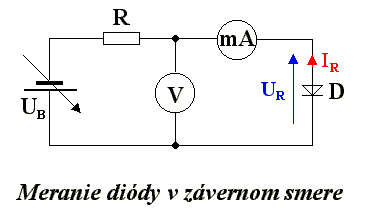 R
mA
I_R
V
U_R
D
U_B
Meranie diódy v závernom smere